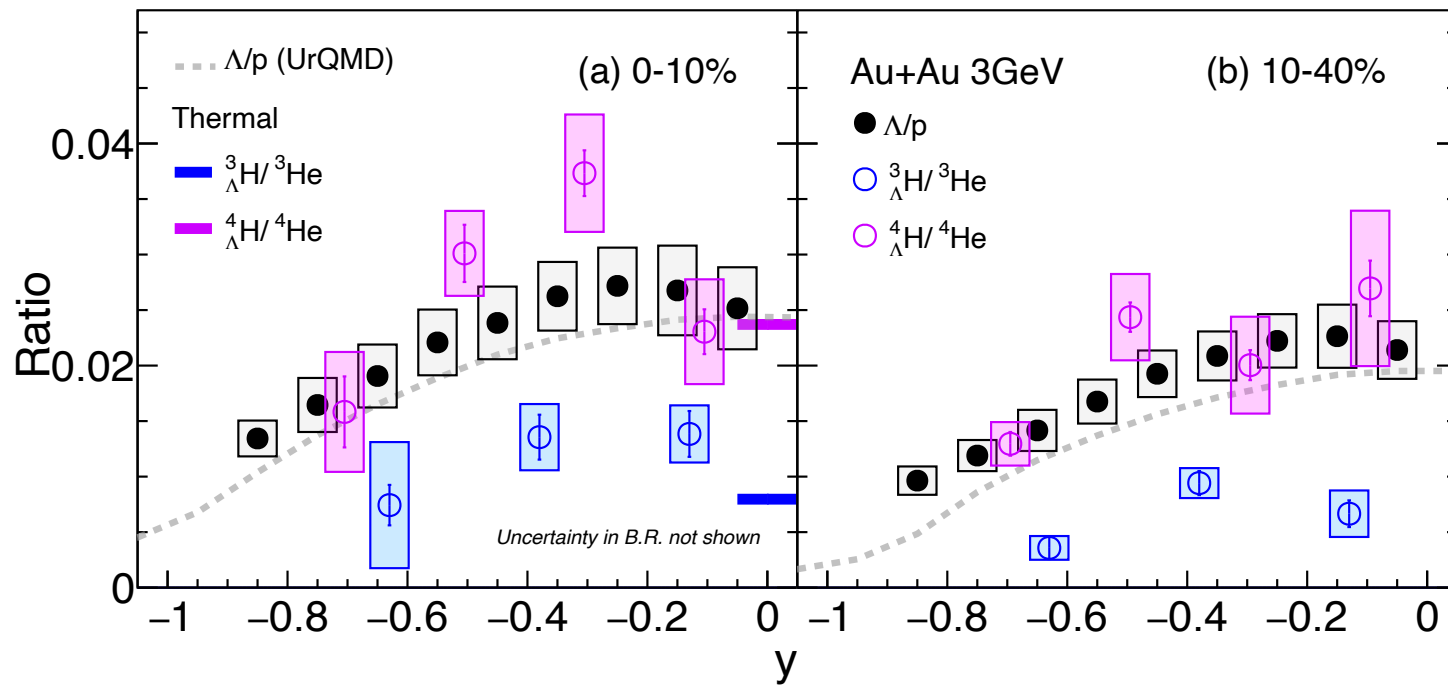 Λ/p (UrQMD)
(a) 0-10%
Thermal
³ΛH/ ³He
⁴ΛH/ ⁴He
Au+Au 3GeV
(b) 10-40%
Λ/p
³ΛH/ ³He
⁴ΛH/ ⁴He
Ratio
0.04
0.02
0
Uncertainty in B.R. not shown
−1 −0.8 −0.6 −0.4 −0.2 0
−1 −0.8 −0.6 −0.4 −0.2 0
y